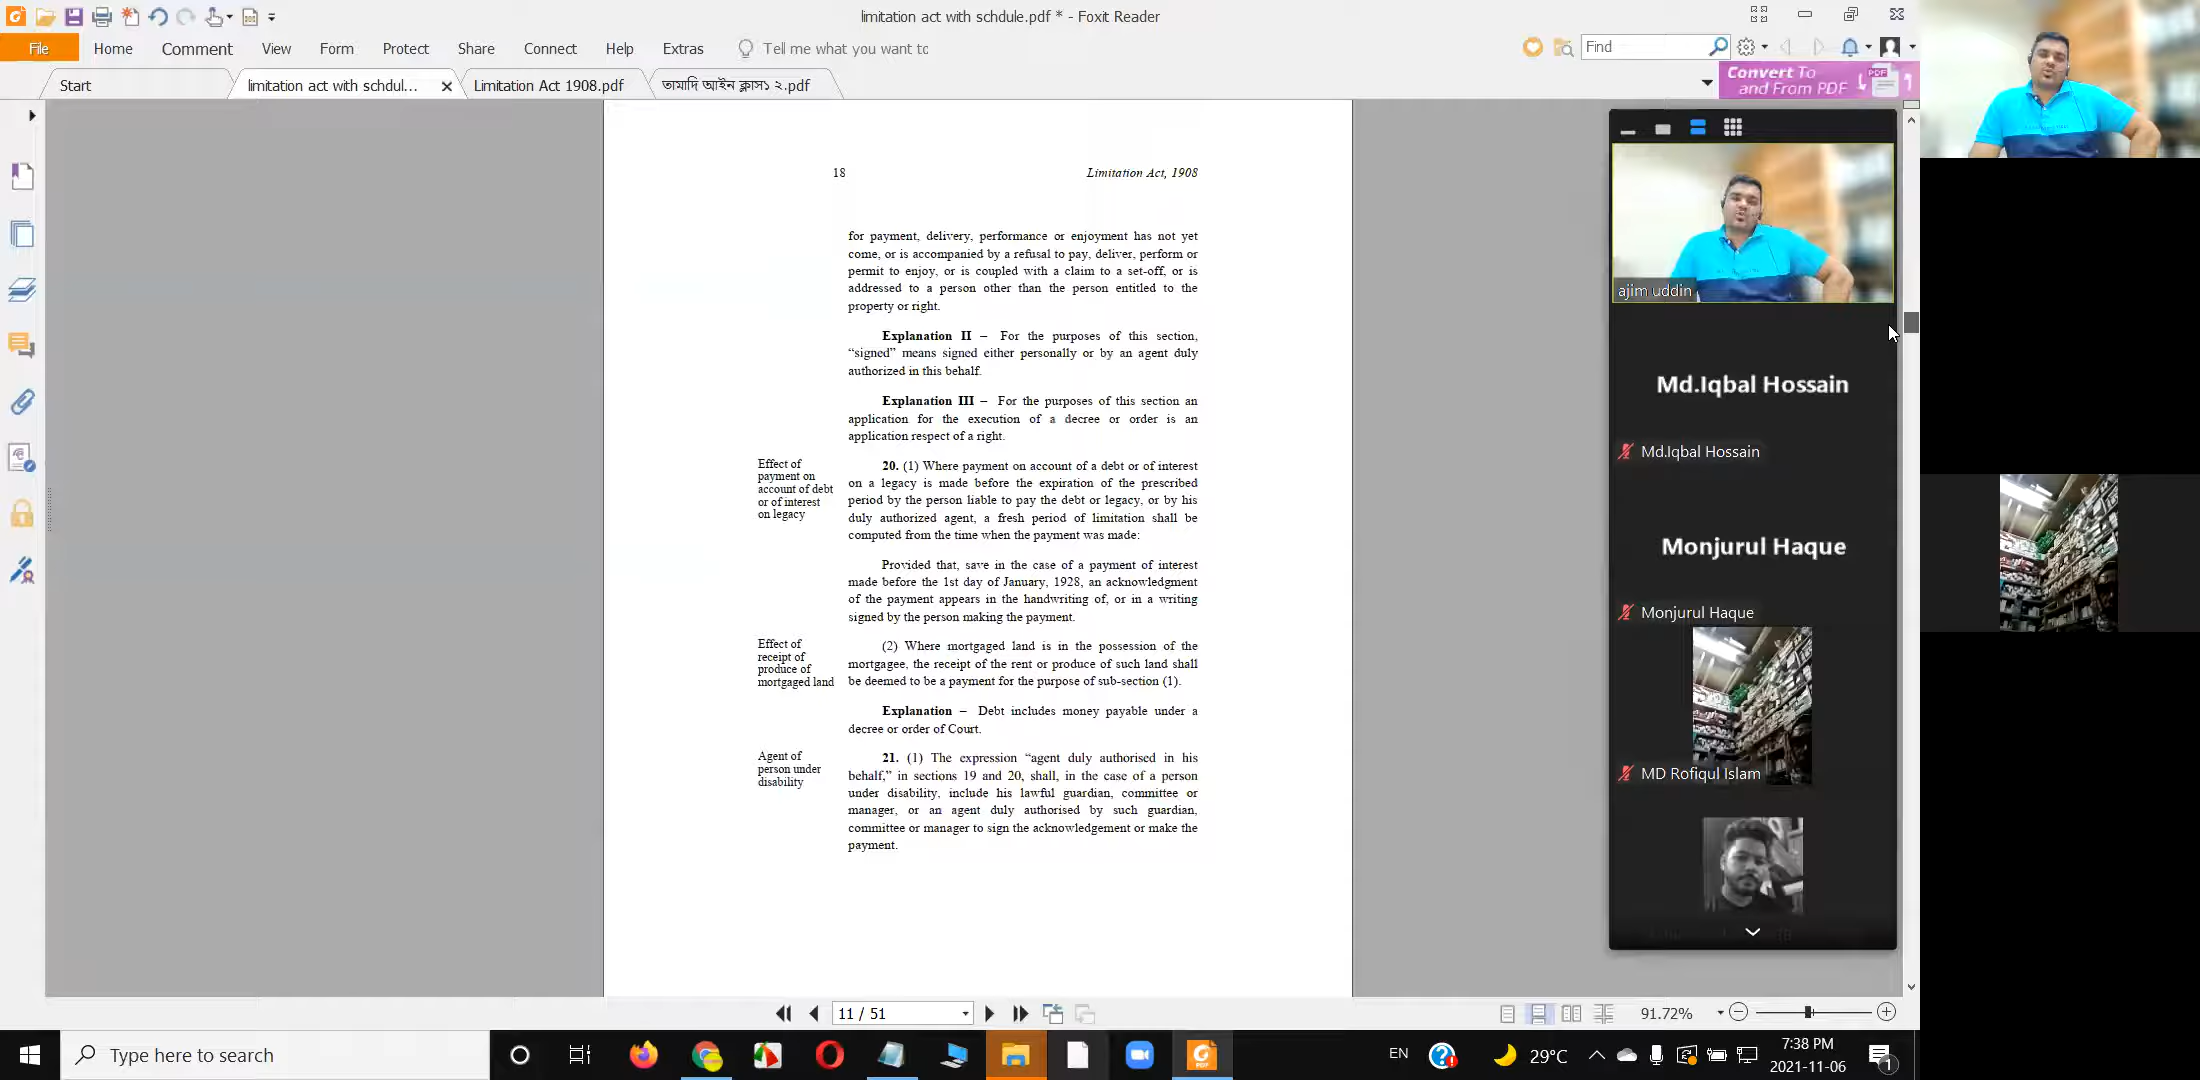 limitation act with schdule.pdf * - Foxit Reader
File
Home
Comment
View
Form
Protect
Share
Connect
Help
Extras
Tell me what you want to
Find
Start
limitation act with schdul...
Limitation Act 1908.pdf
তামাদি আইন ক্লাস১ ২.pdf
Convert To
and From PDF
PDF
18
Limitation Act, 1908
for payment, delivery, performance or enjoyment has not yet
come, or is accompanied by a refusal to pay, deliver, perform or
permit to enjoy, or is coupled with a claim to a set-off, or is
addressed to a person other than the person entitled to the
property or right.
Explanation II – For the purposes of this section,
“signed” means signed either personally or by an agent duly
authorized in this behalf.
Explanation III – For the purposes of this section an
application for the execution of a decree or order is an
application respect of a right.
Effect of
payment on
account of debt
or of interest
on legacy
20. (1) Where payment on account of a debt or of interest
on a legacy is made before the expiration of the prescribed
period by the person liable to pay the debt or legacy, or by his
duly authorized agent, a fresh period of limitation shall be
computed from the time when the payment was made:
Provided that, save in the case of a payment of interest
made before the 1st day of January, 1928, an acknowledgment
of the payment appears in the handwriting of, or in a writing
signed by the person making the payment.
Effect of
receipt of
produce of
mortgaged land
(2) Where mortgaged land is in the possession of the
mortgagee, the receipt of the rent or produce of such land shall
be deemed to be a payment for the purpose of sub-section (1).
Explanation – Debt includes money payable under a
decree or order of Court.
Agent of
person under
disability
21. (1) The expression “agent duly authorised in his
behalf,” in sections 19 and 20, shall, in the case of a person
under disability, include his lawful guardian, committee or
manager, or an agent duly authorised by such guardian,
committee or manager to sign the acknowledgement or make the
payment.
ajim uddin
Md.Iqbal Hossain
Md.Iqbal Hossain
Monjurul Haque
Monjurul Haque
MD Rofiqul Islam
11 / 51
91.72%
Type here to search
PDF
EN
29°C
7:38 PM
2021-11-06
1